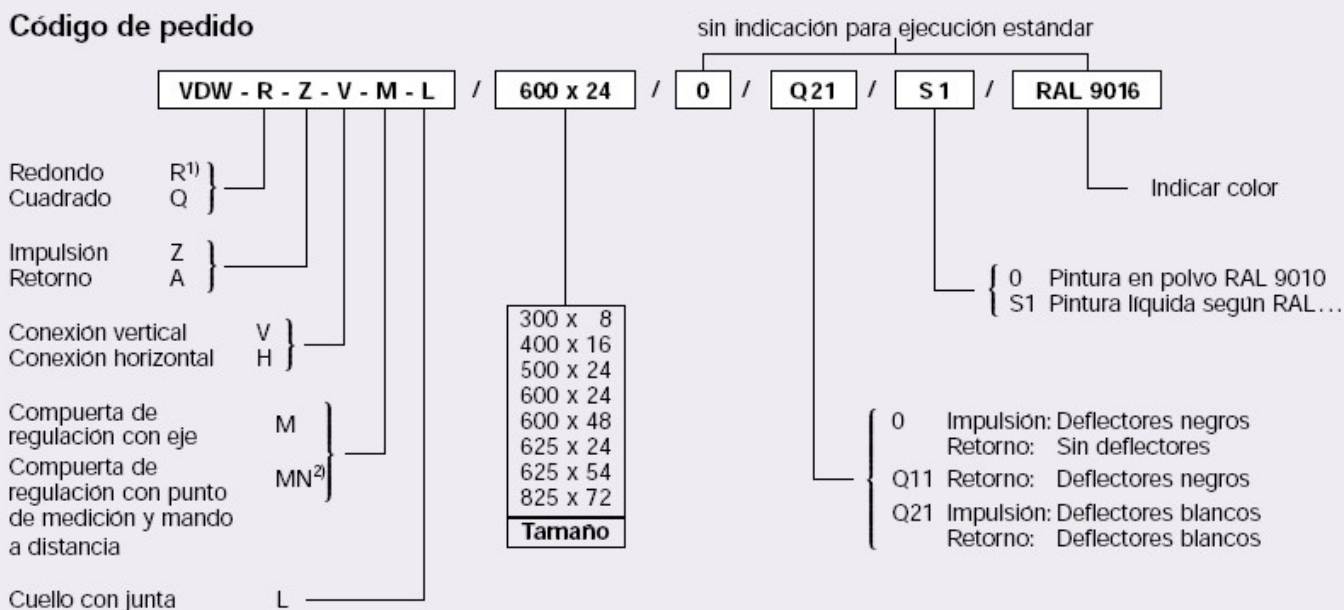 Código de pedido
sin indicación para ejecución estándar
VDW - R - Z - V - M - L / 600 x 24 / 0 / Q21 / S1 / RAL 9016
Redondo R1)
Cuadrado Q
Impulsión Z
Retorno A
Conexión vertical V
Conexión horizontal H
Compuerta de
regulación con eje M
Compuerta de
regulación con punto MN2)
de medición y mando
a distancia
Cuello con junta L
300 x 8
400 x 16
500 x 24
600 x 24
600 x 48
625 x 24
625 x 54
825 x 72
Tamaño
Indicar color
0 Pintura en polvo RAL 9010
S1 Pintura líquida según RAL...
0 Impulsión: Deflectores negros
Retorno: Sin deflectores
Q11 Retorno: Deflectores negros
Q21 Impulsión: Deflectores blancos
Retorno: Deflectores blancos